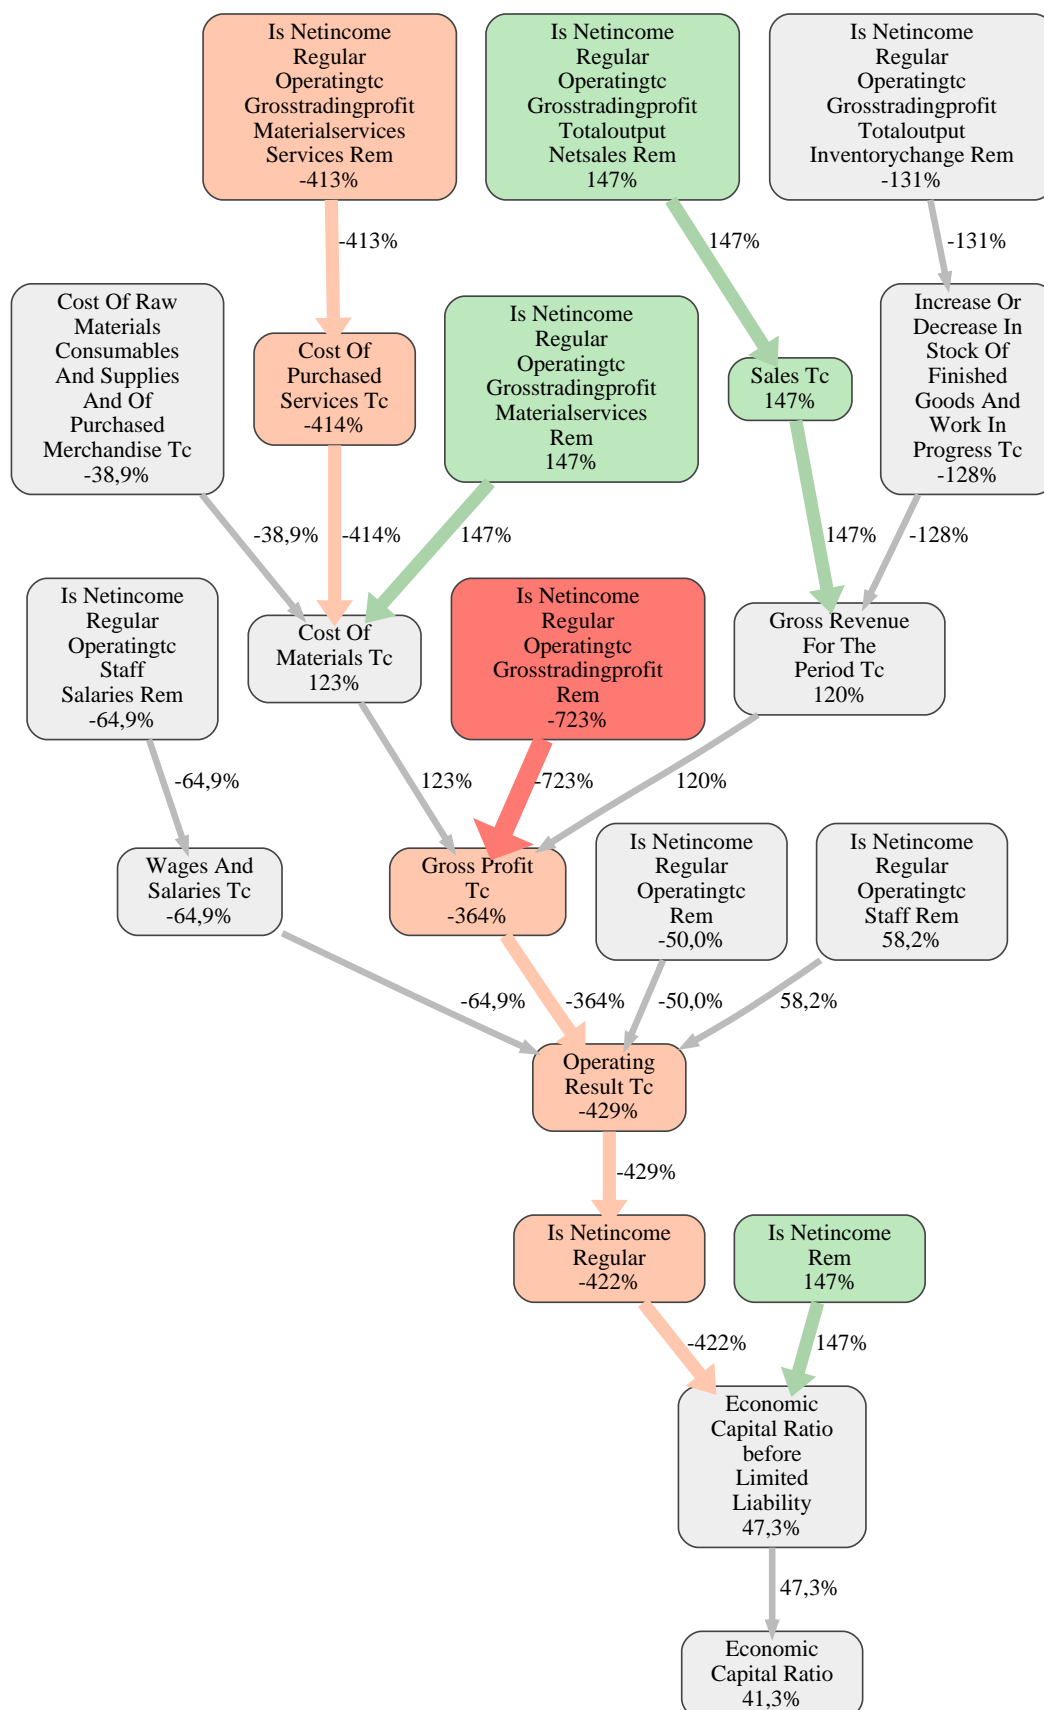 Is Netincome
Regular
Operatingtc
Grosstradingprofit
Materialservices
Services Rem
-413%
Is Netincome
Regular
Operatingtc
Grosstradingprofit
Totaloutput
Netsales Rem
147%
Is Netincome
Regular
Operatingtc
Grosstradingprofit
Totaloutput
Inventorychange Rem
-131%
-413%
147%
-131%
Cost Of Raw
Materials
Consumables
And Supplies
And Of
Purchased
Merchandise Tc
-38,9%
Cost Of
Purchased
Services Tc
-414%
Is Netincome
Regular
Operatingtc
Grosstradingprofit
Materialservices
Rem
147%
Sales Tc
147%
Increase Or
Decrease In
Stock Of
Finished
Goods And
Work In
Progress Tc
-128%
-38,9%
-414%
147%
147%
-128%
Is Netincome
Regular
Operatingtc
Staff
Salaries Rem
-64,9%
Cost Of
Materials Tc
123%
Is Netincome
Regular
Operatingtc
Grosstradingprofit
Rem
-723%
Gross Revenue
For The
Period Tc
120%
-64,9%
123%
-723%
120%
Wages And
Salaries Tc
-64,9%
Gross Profit
Tc
-364%
Is Netincome
Regular
Operatingtc
Rem
-50,0%
Is Netincome
Regular
Operatingtc
Staff Rem
58,2%
-64,9%
-364%
-50,0%
58,2%
Operating
Result Tc
-429%
-429%
Is Netincome
Regular
-422%
Is Netincome
Rem
147%
-422%
147%
Economic
Capital Ratio
before
Limited
Liability
47,3%
47,3%
Economic
Capital Ratio
41,3%